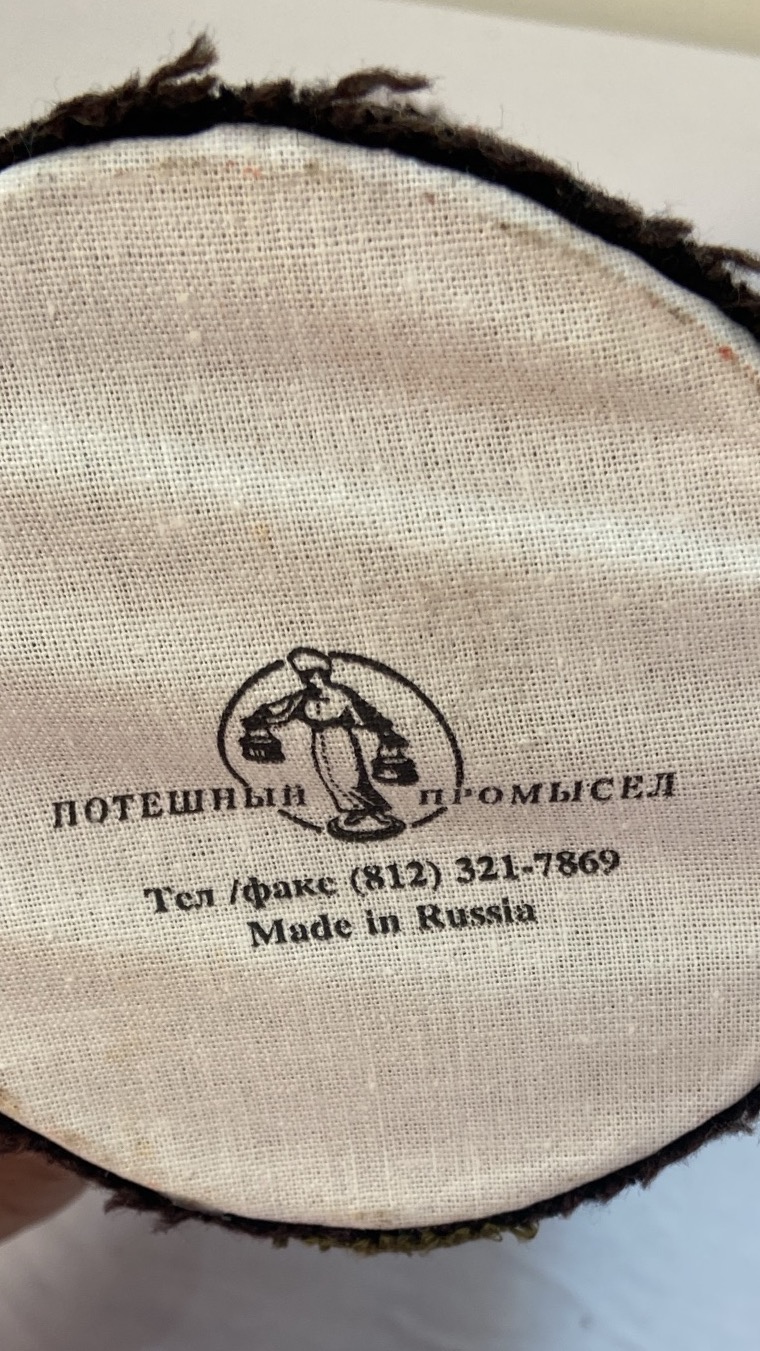 ПОТЕШНЫЙ ПРОМЫСЕЛ
Тел /факс (812) 321-7869
Made in Russia